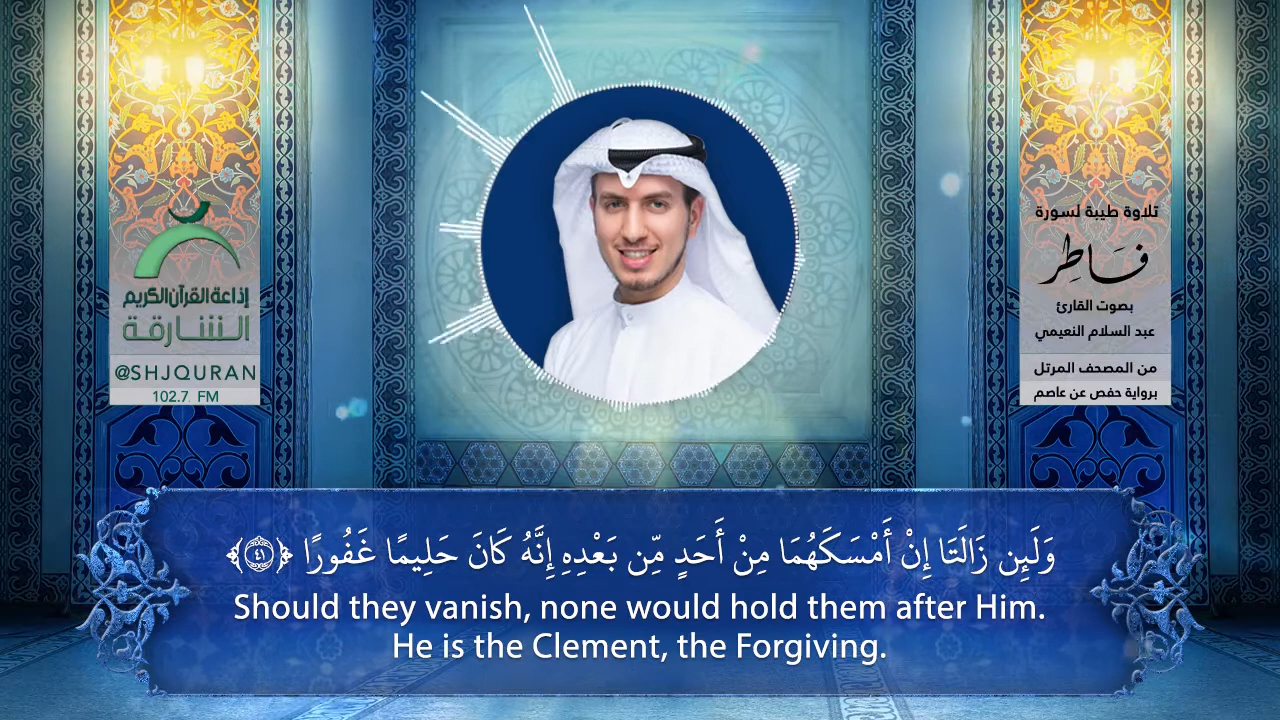 إذاعة القرآن الكريم
الشارقة
@SHJQURAN
102.7 FM
تلاوة طيبة لسورة
فَاطِر
بصوت القارئ
عبد السلام النعيمي
من المصحف المرتل
برواية حفص عن عاصم
وَلَئِن زَالَتَا إِنْ أَمْسَكَهُمَا مِنْ أَحَدٍ مِّن بَعْدِهِ إِنَّهُ كَانَ حَلِيمًا غَفُورًا ﴿٤١﴾
Should they vanish, none would hold them after Him.
He is the Clement, the Forgiving.